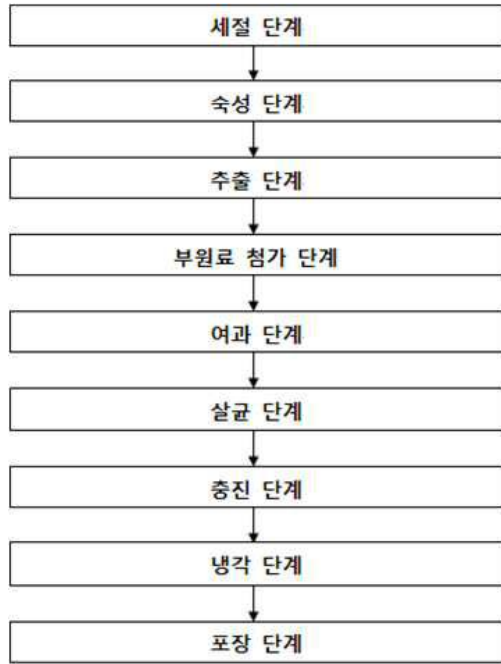 세절 단계
숙성 단계
추출 단계
부원료 첨가 단계
여과 단계
살균 단계
충진 단계
냉각 단계
포장 단계